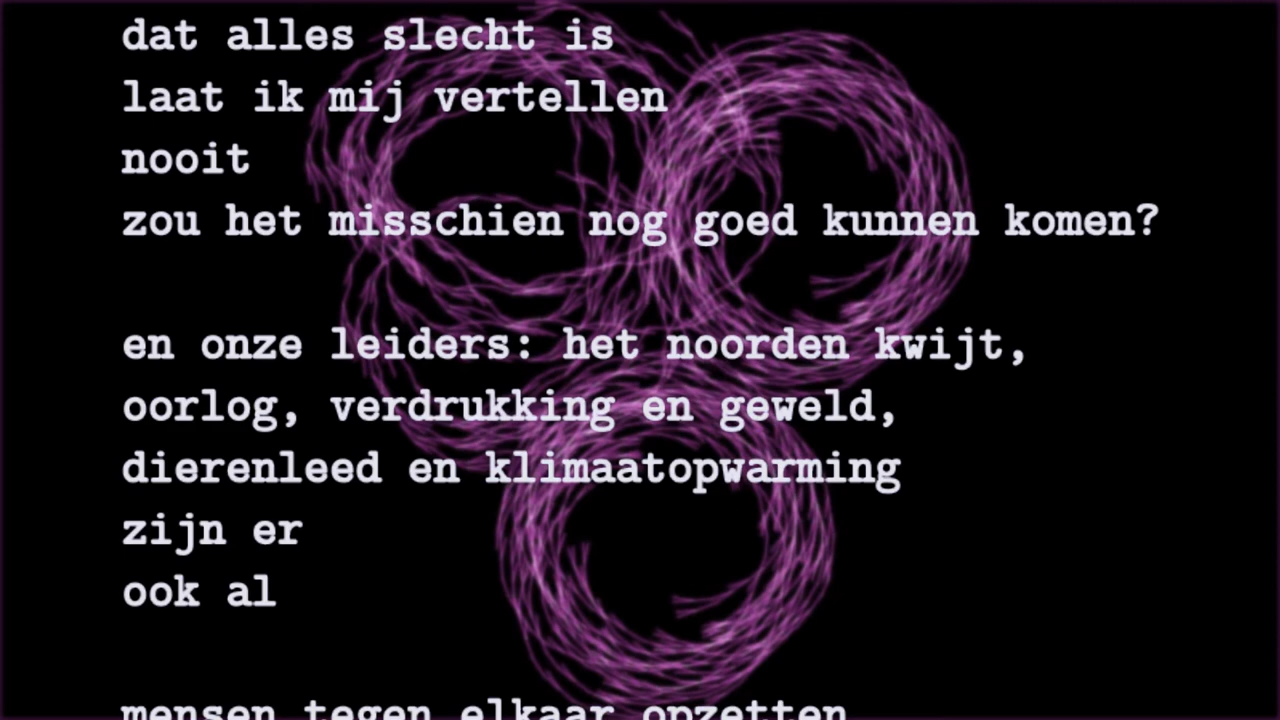 dat alles slecht is
laat ik mij vertellen
nooit
zou het misschien nog goed kunnen komen?
en onze leiders: het noorden kwijt,
oorlog, verdrukking en geweld,
dierenleed en klimaatopwarming
zijn er
ook al
mensen tegen elkaar opzetten